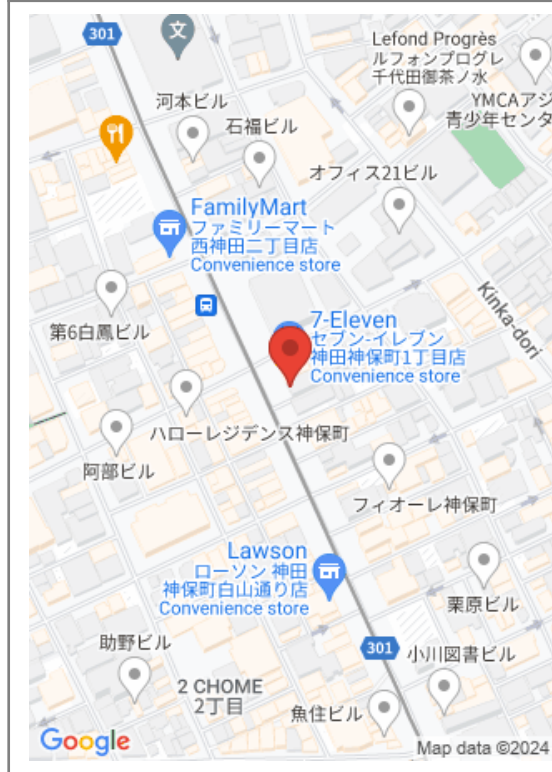 301
文
Lefond Progrès
ルフォンプログレ
千代田御茶ノ水
河本ビル
石福ビル
YMCAアジ
青少年センタ
オフィス21ビル
FamilyMart
ファミリーマート
西神田二丁目店
Convenience store
Kinka-dori
第6白鳳ビル
7-Eleven
セブン-イレブン
神田神保町1丁目店
Convenience store
ハローレジデンス神保町
阿部ビル
フィオーレ神保町
Lawson
ローソン 神田
神保町白山通り店
Convenience store
栗原ビル
助野ビル
301
小川図書ビル
2 CHOME
2丁目
魚住ビル
Google
Map data ©2024